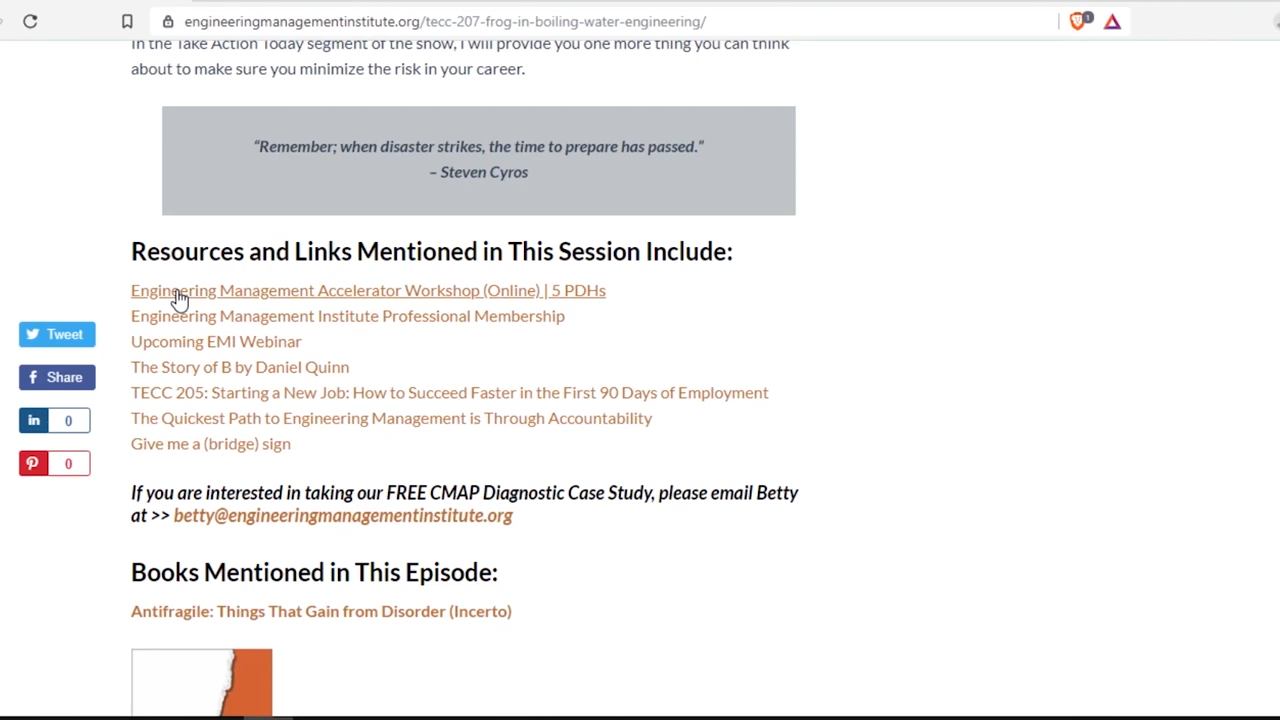 engineeringmanagementinstitute.org/tecc-207-frog-in-boiling-water-engineering/
1
In the Take Action Today segment of the show, I will provide you one more thing you can think
about to make sure you minimize the risk in your career.
“Remember; when disaster strikes, the time to prepare has passed.”
– Steven Cyros
Resources and Links Mentioned in This Session Include:
Engineering Management Accelerator Workshop (Online) | 5 PDHs
Engineering Management Institute Professional Membership
Upcoming EMI Webinar
The Story of B by Daniel Quinn
TECC 205: Starting a New Job: How to Succeed Faster in the First 90 Days of Employment
The Quickest Path to Engineering Management is Through Accountability
Give me a (bridge) sign
Tweet
Share
in 0
0
If you are interested in taking our FREE CMAP Diagnostic Case Study, please email Betty
at >> betty@engineeringmanagementinstitute.org
Books Mentioned in This Episode:
Antifragile: Things That Gain from Disorder (Incerto)